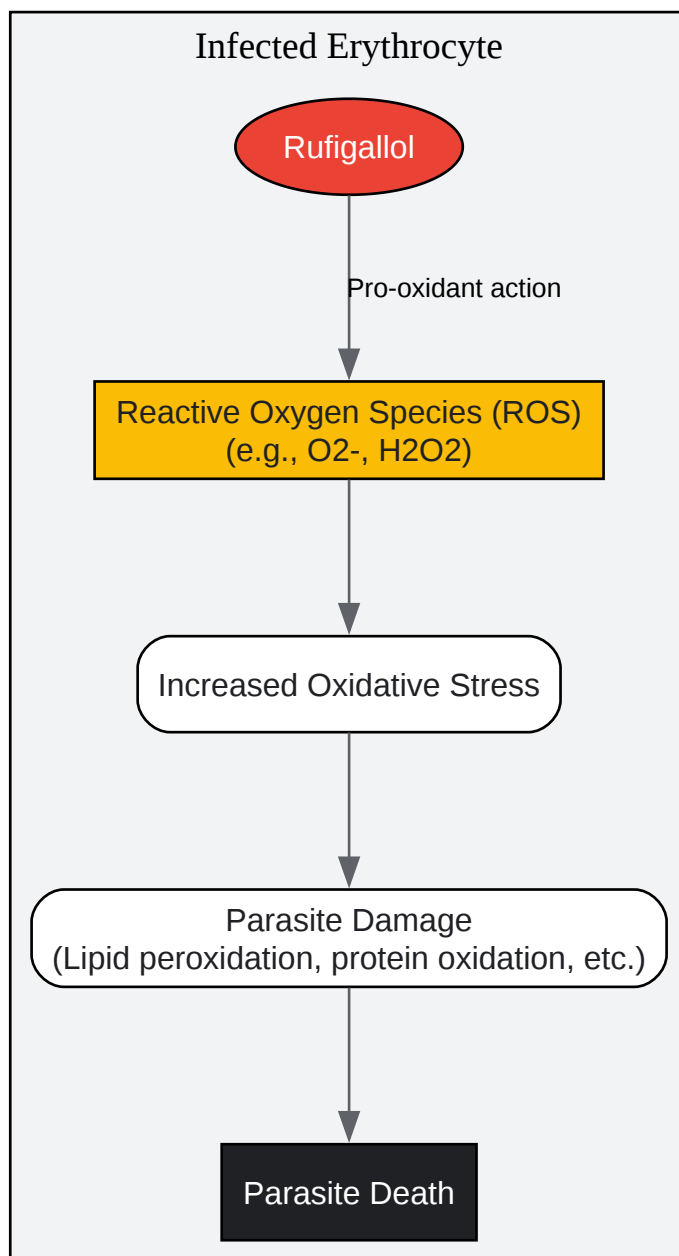 Infected Erythrocyte
Rufigallol
Pro-oxidant action
Reactive Oxygen Species (ROS)
(e.g., O2-, H2O2)
Increased Oxidative Stress
Parasite Damage
(Lipid peroxidation, protein oxidation, etc.)
Parasite Death